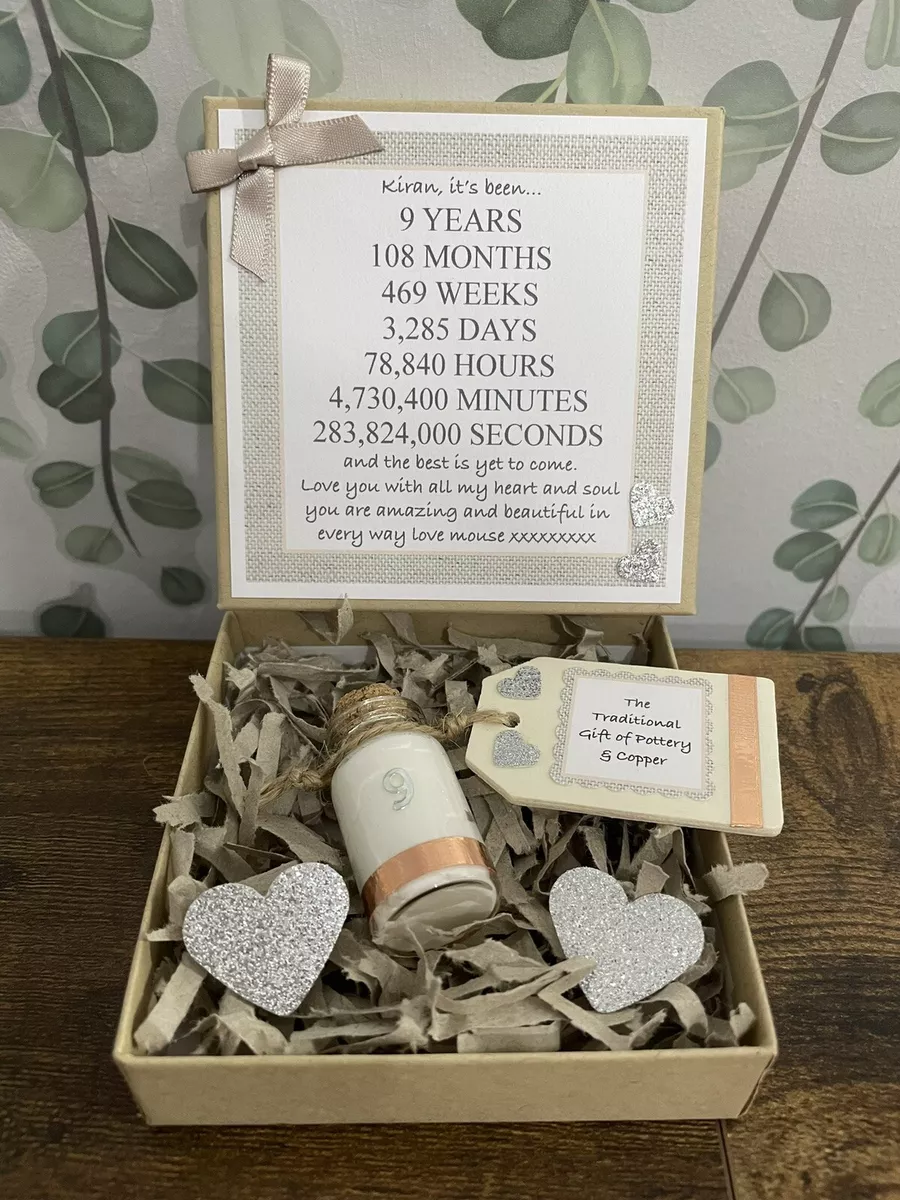 Kiran, it's been...
9 YEARS
108 MONTHS
469 WEEKS
3,285 DAYS
78,840 HOURS
4,730,400 MINUTES
283,824,000 SECONDS
and the best is yet to come.
Love you with all my heart and soul
you are amazing and beautiful in
every way love mouse xxxxxxxxx
9
The
Traditional
Gift of Pottery
& Copper